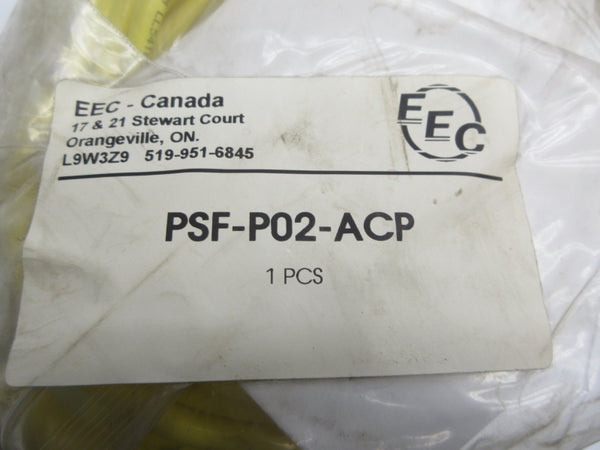 EEC - Canada
17 & 21 Stewart Court
Orangeville, ON.
L9W3Z9 519-951-6845
EEC
PSF-P02-ACP
1 PCS